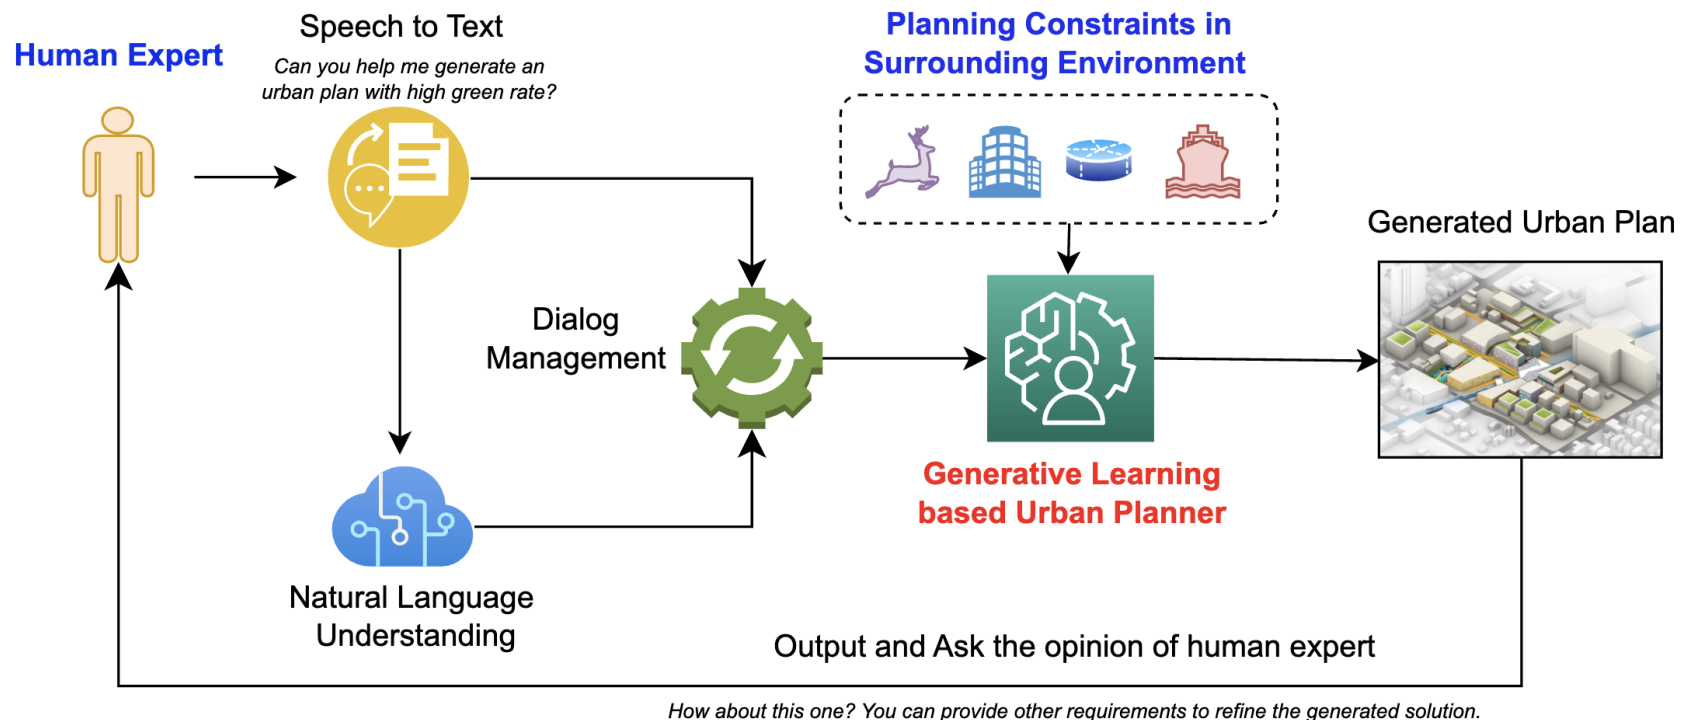 Human Expert
Speech to Text
Can you help me generate an
urban plan with high green rate?
Planning Constraints in
Surrounding Environment
Generated Urban Plan
Dialog
Management
Generative Learning
based Urban Planner
Natural Language
Understanding
Output and Ask the opinion of human expert
How about this one? You can provide other requirements to refine the generated solution.